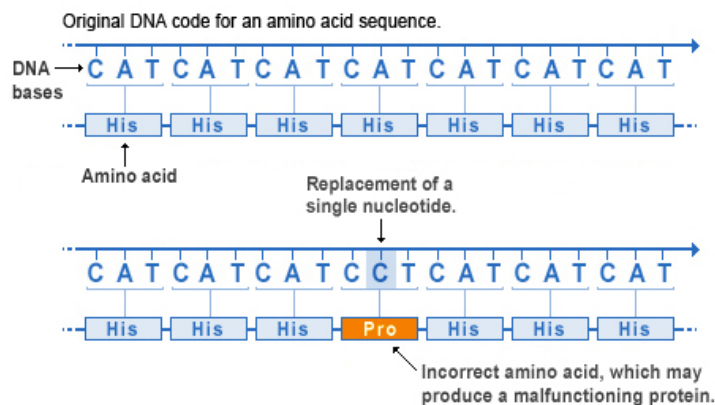 Original DNA code for an amino acid sequence.
DNA bases
C A T C A T C A T C A T C A T C A T C A T
His His His His His His His
Amino acid
Replacement of a
single nucleotide.
C A T C A T C A T C C T C A T C A T C A T
His His His Pro His His His
Incorrect amino acid, which may
produce a malfunctioning protein.